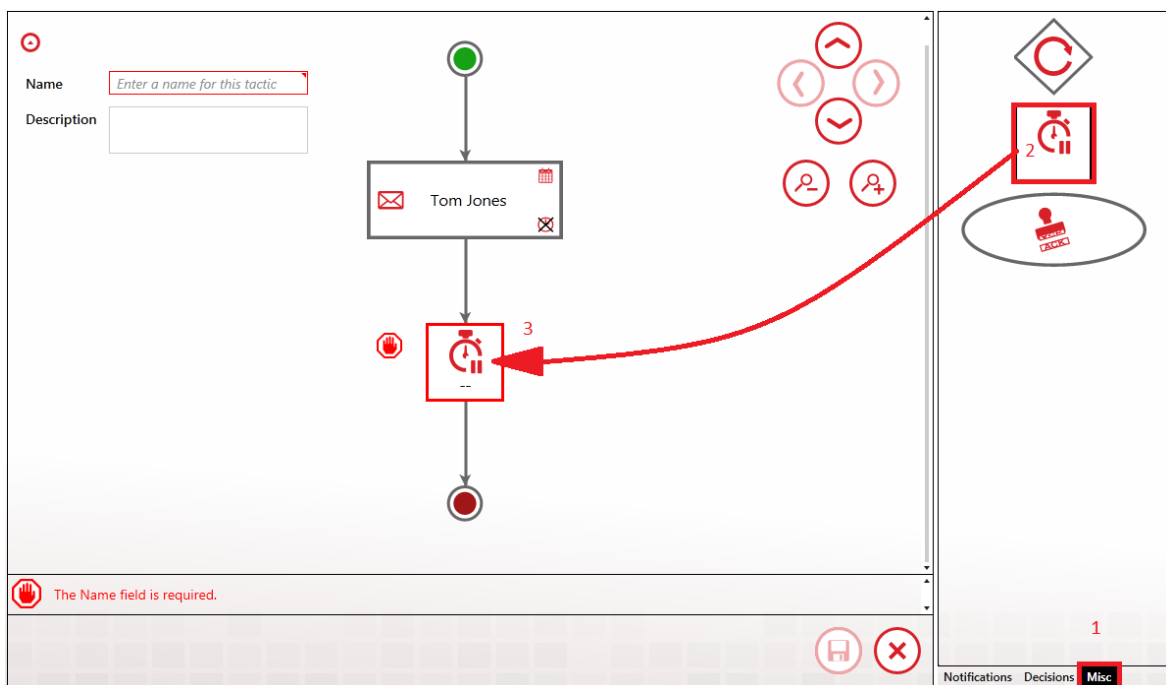 Name
Enter a name for this tactic
Description
Tom Jones
2
ACK
3
--
The Name field is required.
1
Notifications Decisions Misc